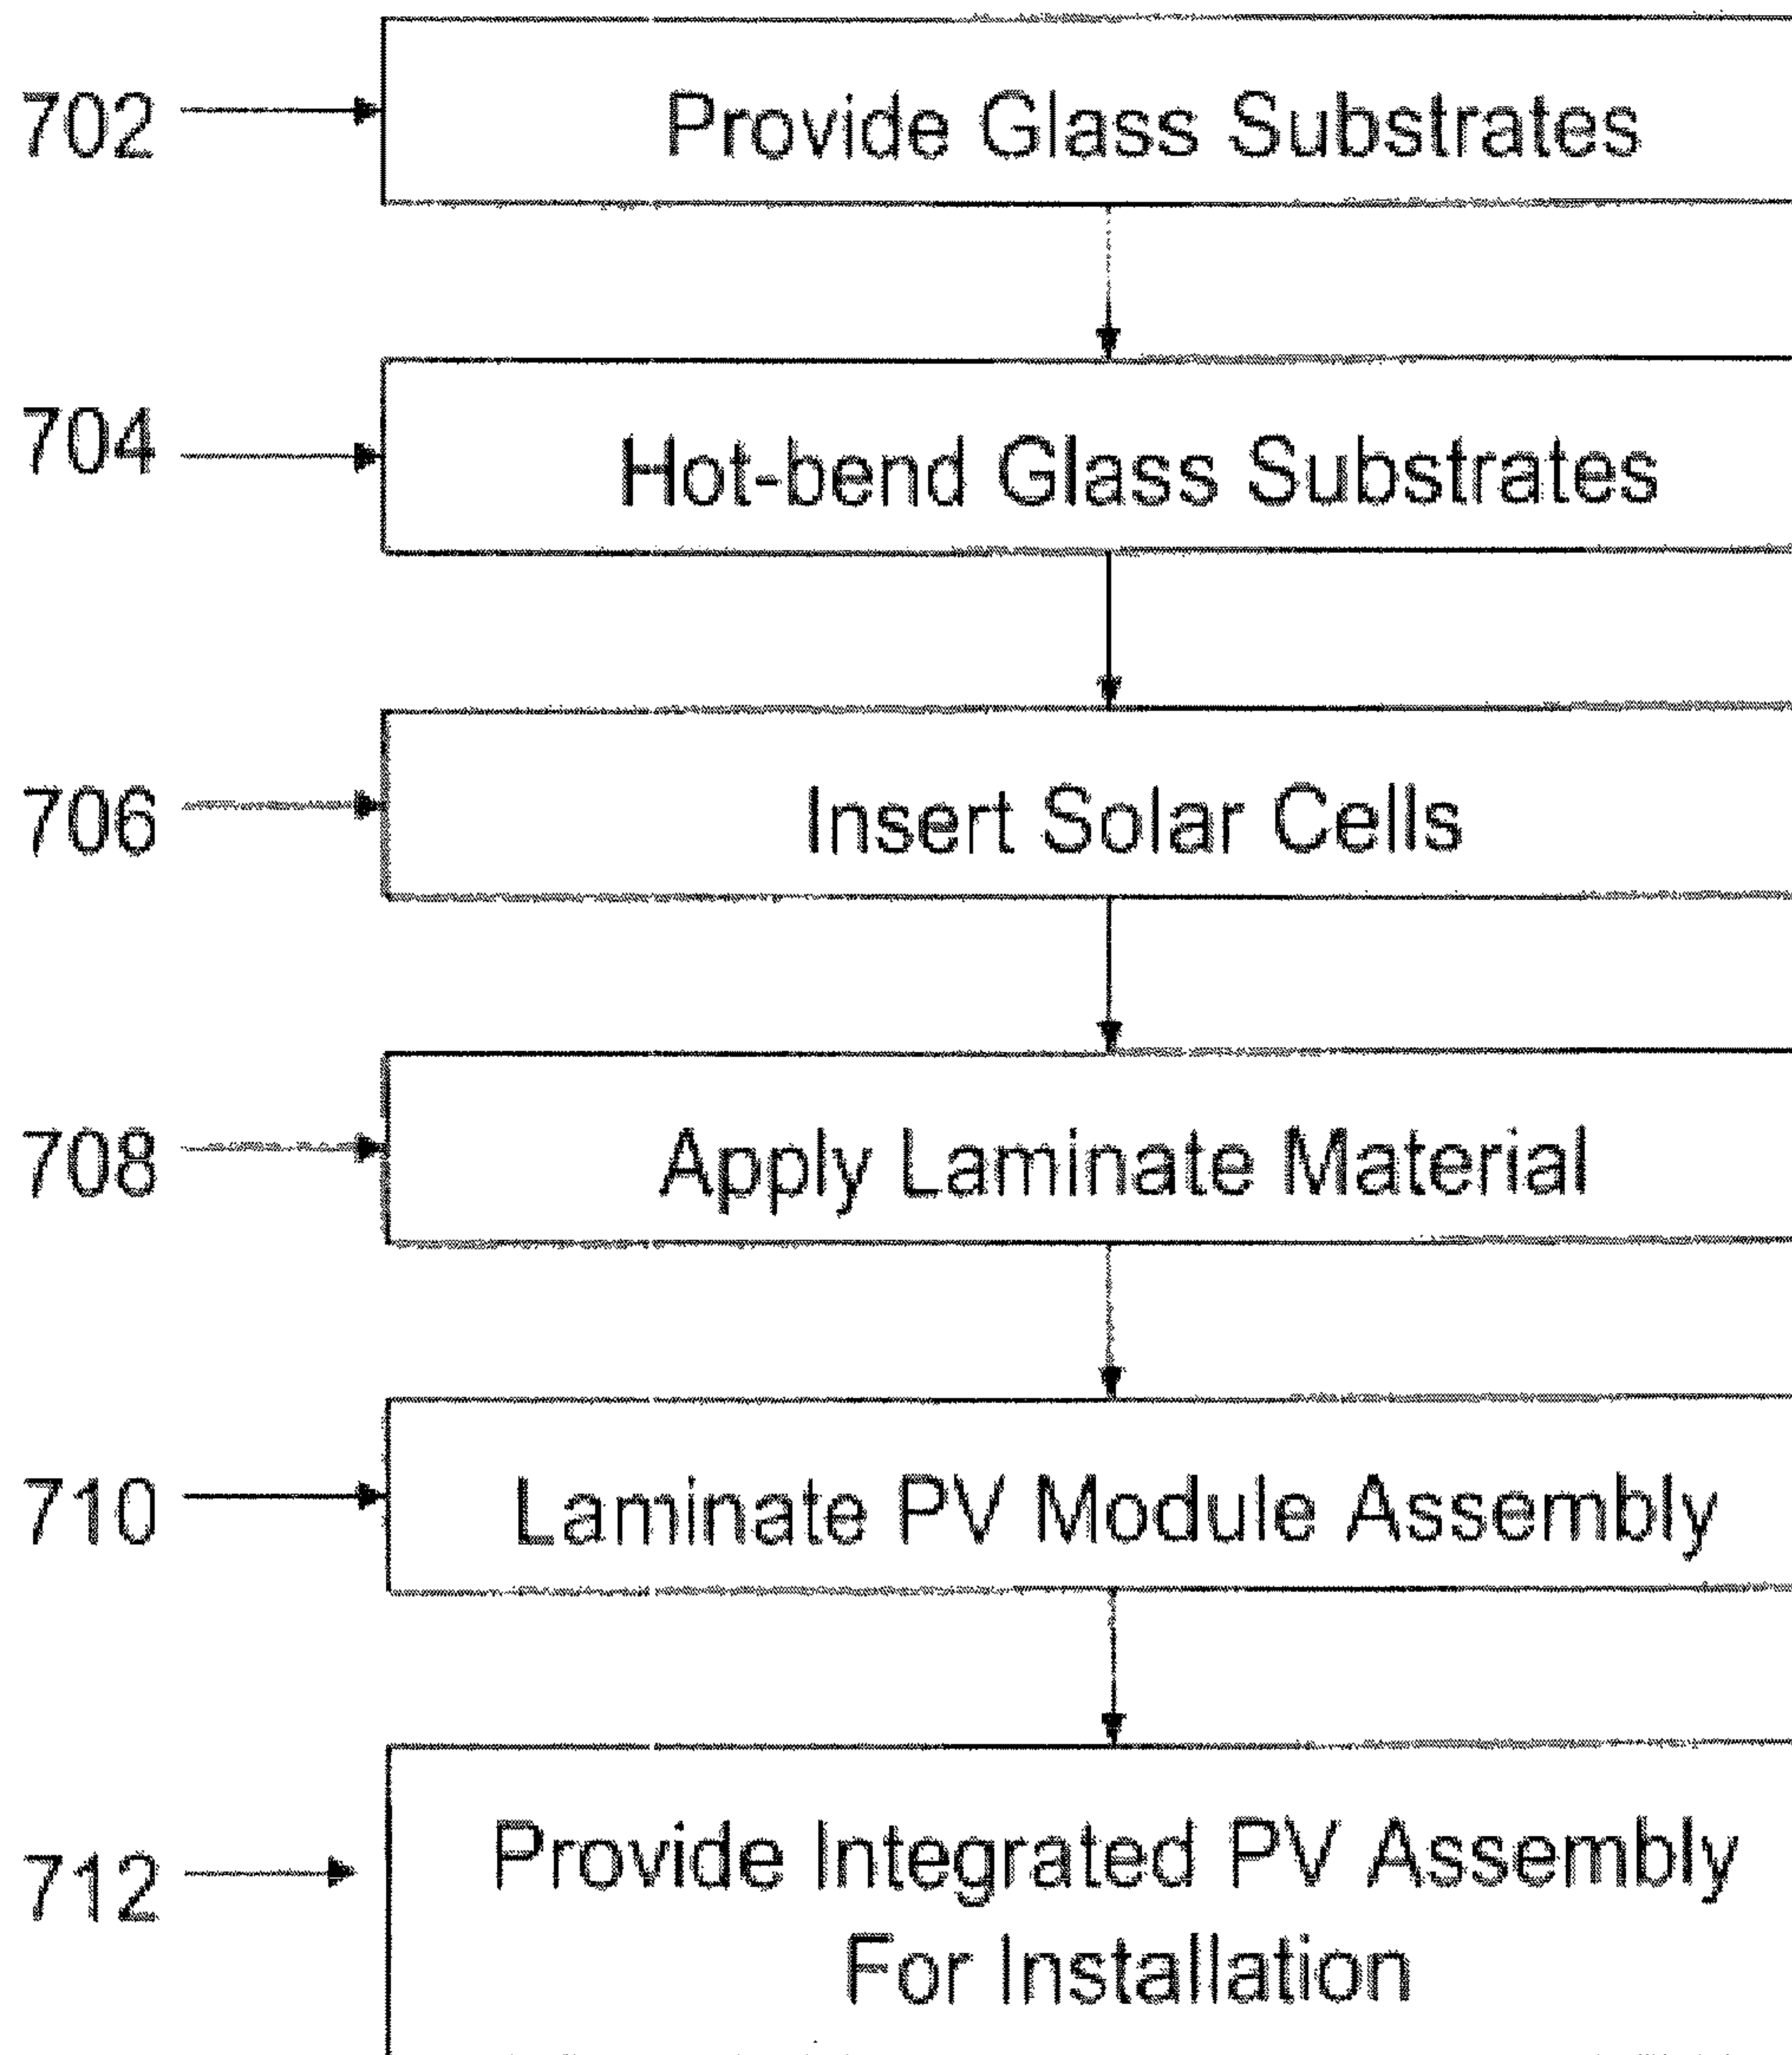 702 Provide Glass Substrates
704 Hot-bend Glass Substrates
706 Insert Solar Cells
708 Apply Laminate Material
710 Laminate PV Module Assembly
712 Provide Integrated PV Assembly
For Installation